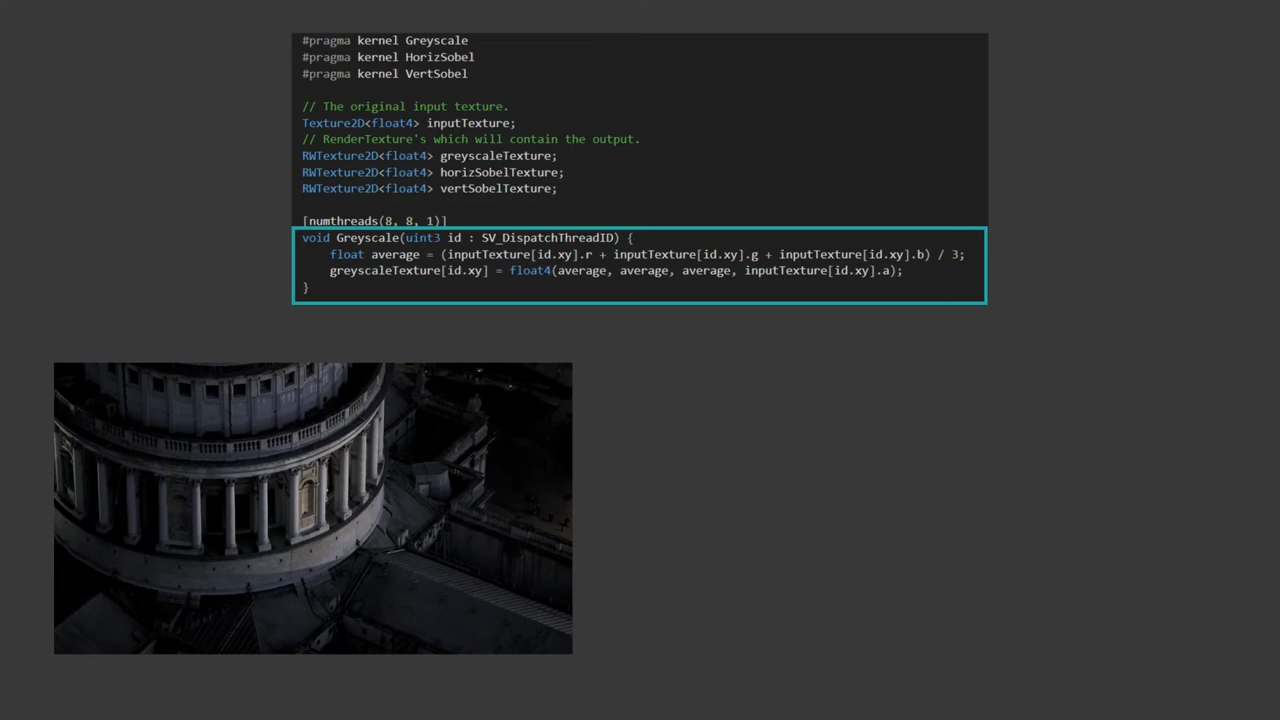 #pragma kernel Greyscale
#pragma kernel HorizSobel
#pragma kernel VertSobel
// The original input texture.
Texture2D<float4> inputTexture;
// RenderTexture's which will contain the output.
RWTexture2D<float4> greyscaleTexture;
RWTexture2D<float4> horizSobelTexture;
RWTexture2D<float4> vertSobelTexture;
[numthreads(8, 8, 1)]
void Greyscale(uint3 id : SV_DispatchThreadID) {
float average = (inputTexture[id.xy].r + inputTexture[id.xy].g + inputTexture[id.xy].b) / 3;
greyscaleTexture[id.xy] = float4(average, average, average, inputTexture[id.xy].a);
}